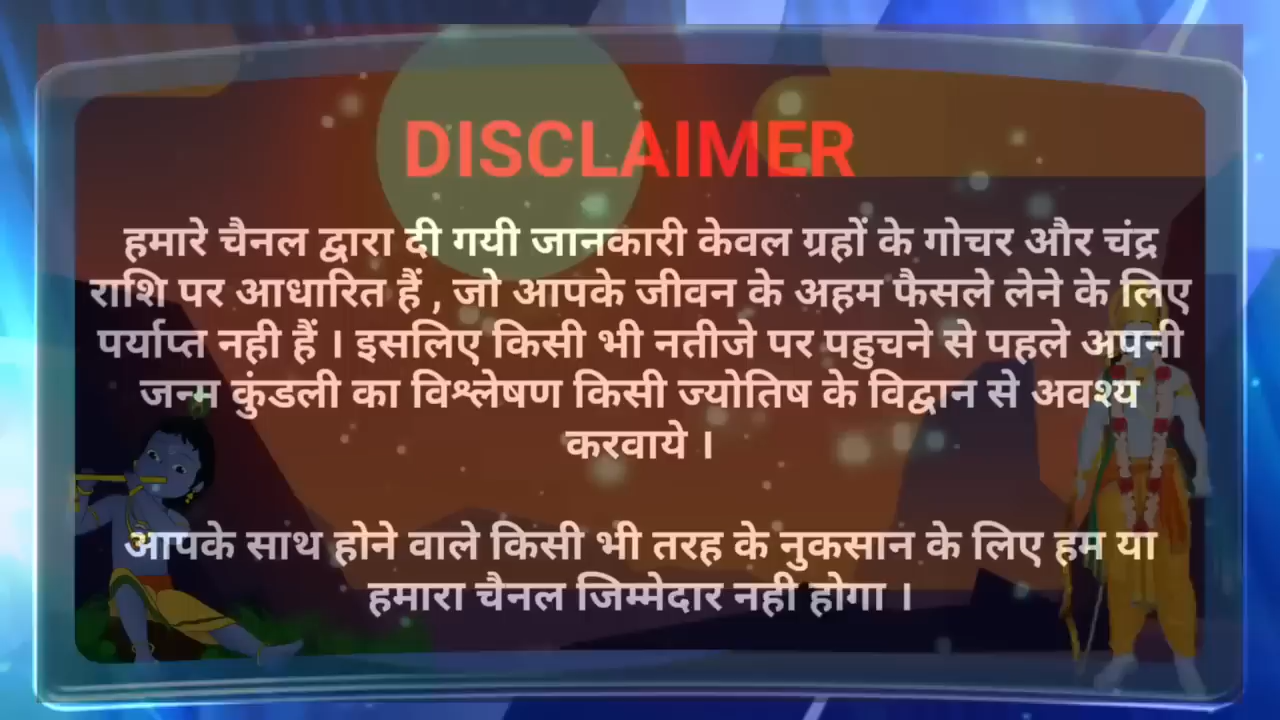 DISCLAIMER
हमारे चैनल द्वारा दी गयी जानकारी केवल ग्रहों के गोचर और चंद्र
राशि पर आधारित हैं , जो आपके जीवन के अहम फैसले लेने के लिए
पर्याप्त नही हैं । इसलिए किसी भी नतीजे पर पहुचने से पहले अपनी
जन्म कुंडली का विश्लेषण किसी ज्योतिष के विद्वान से अवश्य
करवाये ।
आपके साथ होने वाले किसी भी तरह के नुकसान के लिए हम या
हमारा चैनल जिम्मेदार नही होगा ।